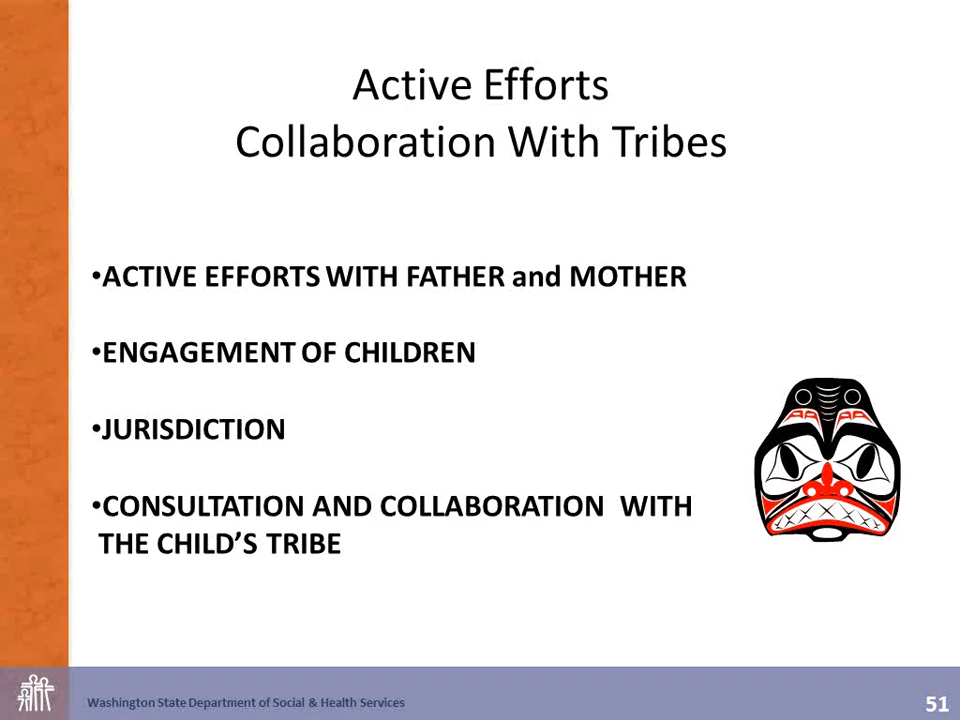 Active Efforts
Collaboration With Tribes
•ACTIVE EFFORTS WITH FATHER and MOTHER
•ENGAGEMENT OF CHILDREN
•JURISDICTION
•CONSULTATION AND COLLABORATION WITH
THE CHILD’S TRIBE
Washington State Department of Social & Health Services
51